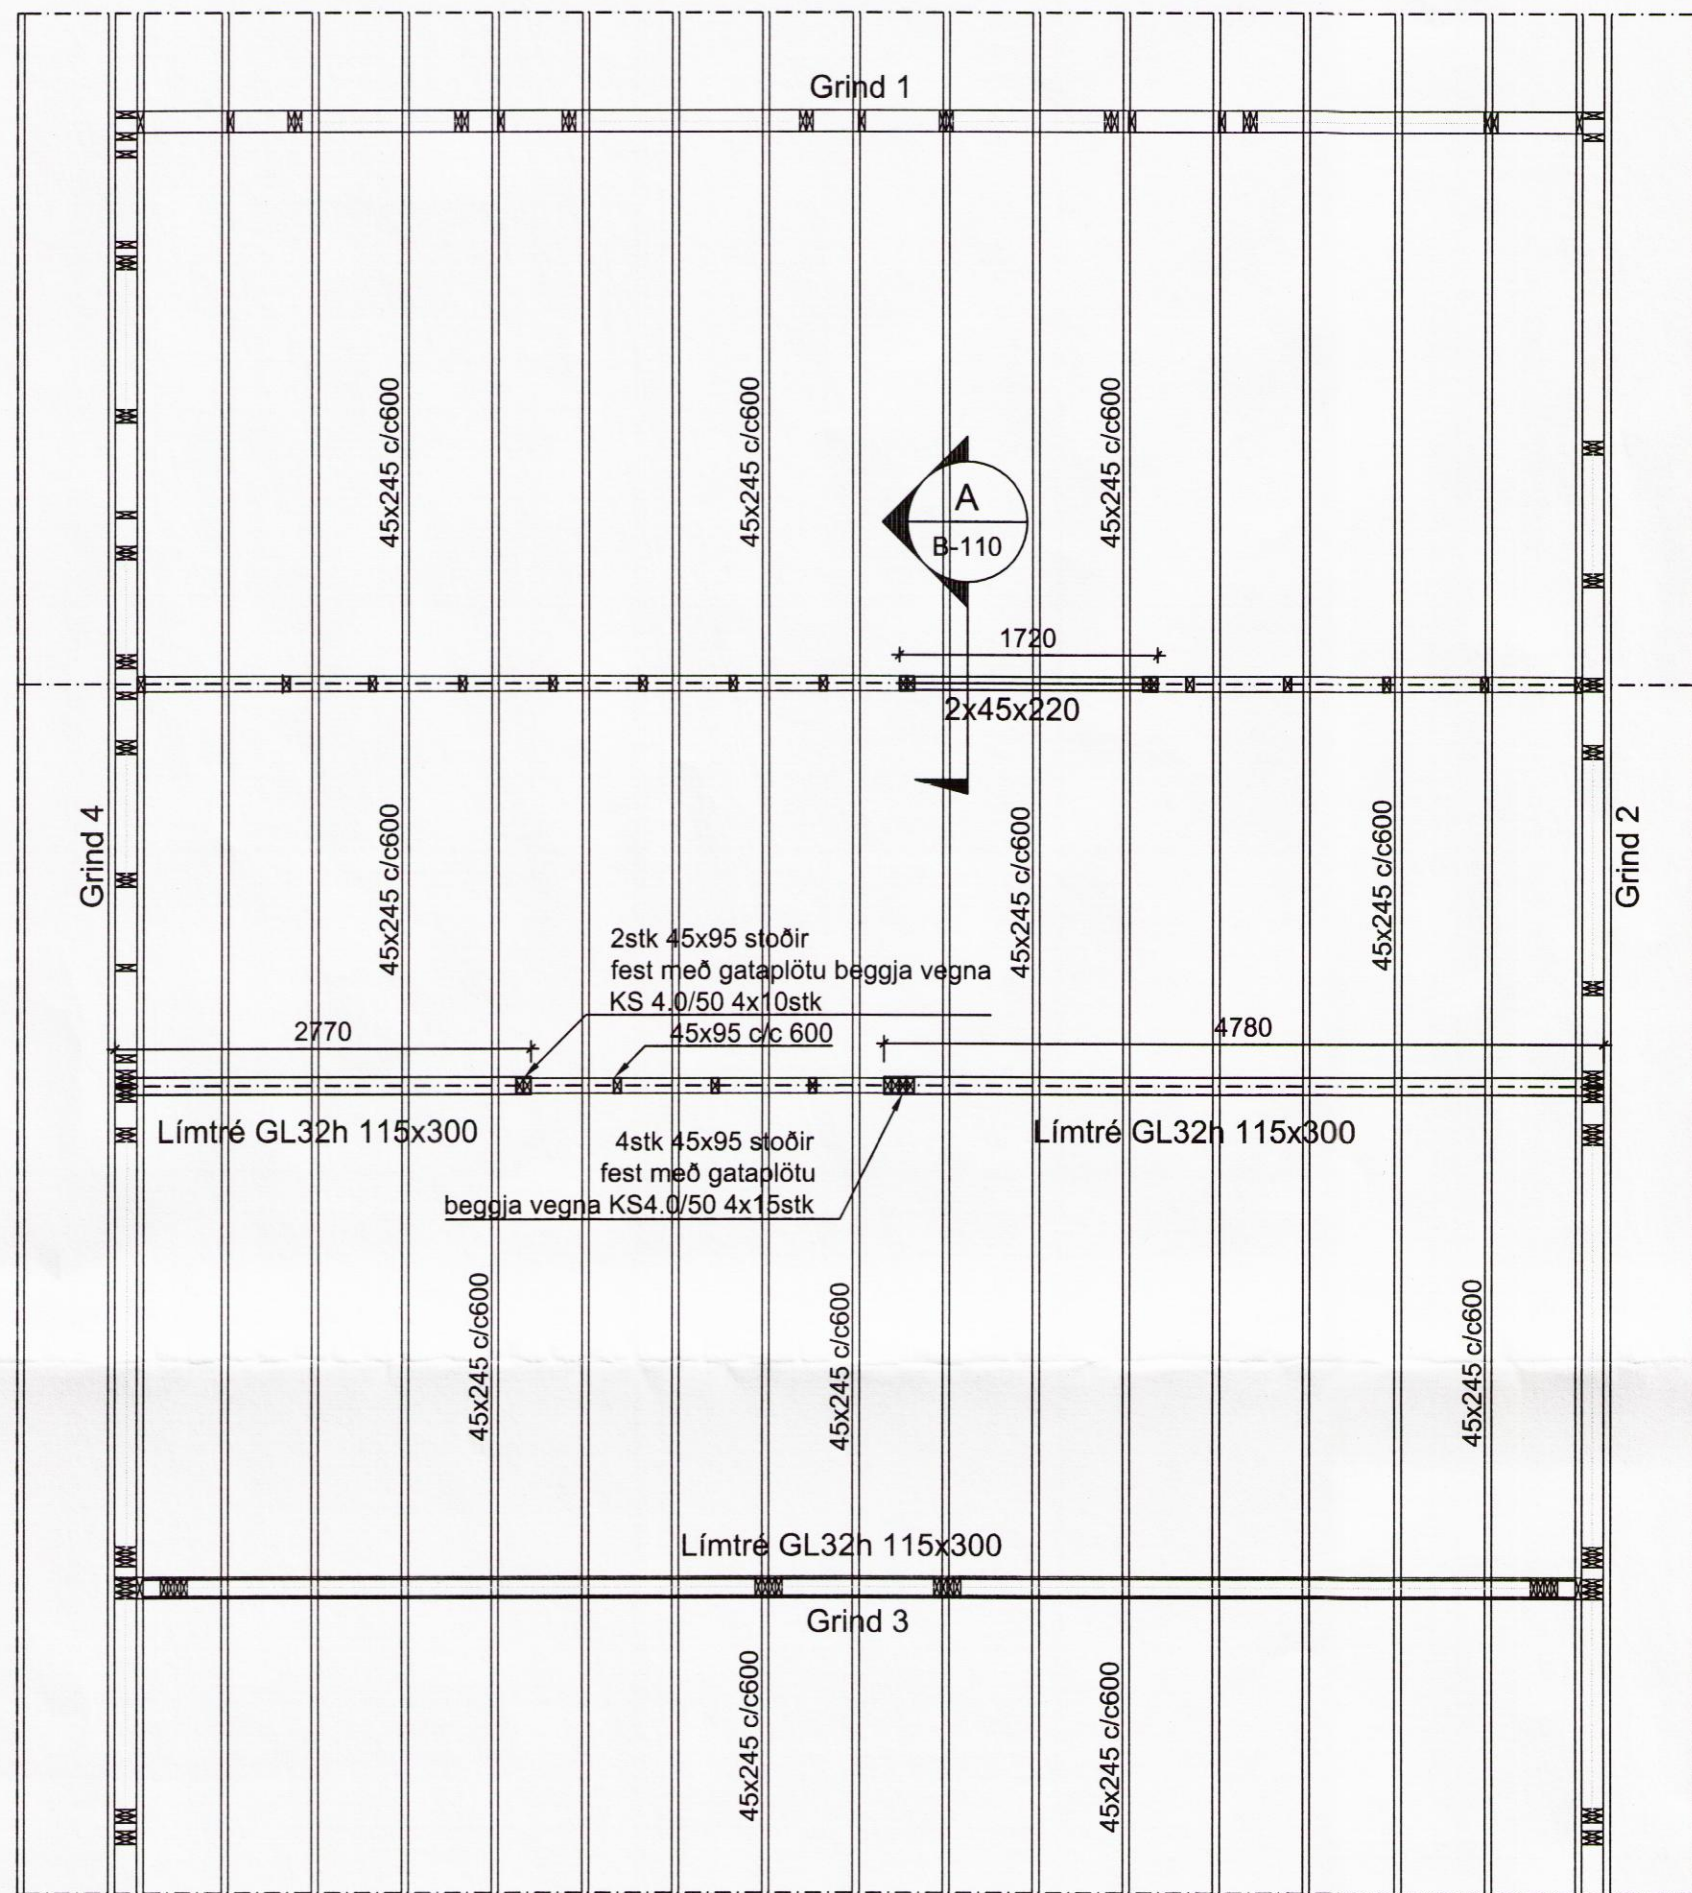 Grind 1
45x245 c/c600
45x245 c/c600
45x245 c/c600
A
B-110
1720
2x45x220
Grind 4
45x245 c/c600
45x245 c/c600
45x245 c/c600
Grind 2
2stk 45x95 stoðir
fest með gataplötu beggja vegna
KS 4.0/50 4x10stk
45x95 c/c 600
2770
4780
Límtré GL32h 115x300
Límtré GL32h 115x300
4stk 45x95 stoðir
fest með gataplötu
beggja vegna KS4.0/50 4x15stk
45x245 c/c600
45x245 c/c600
45x245 c/c600
Límtré GL32h 115x300
Grind 3
45x245 c/c600
45x245 c/c600